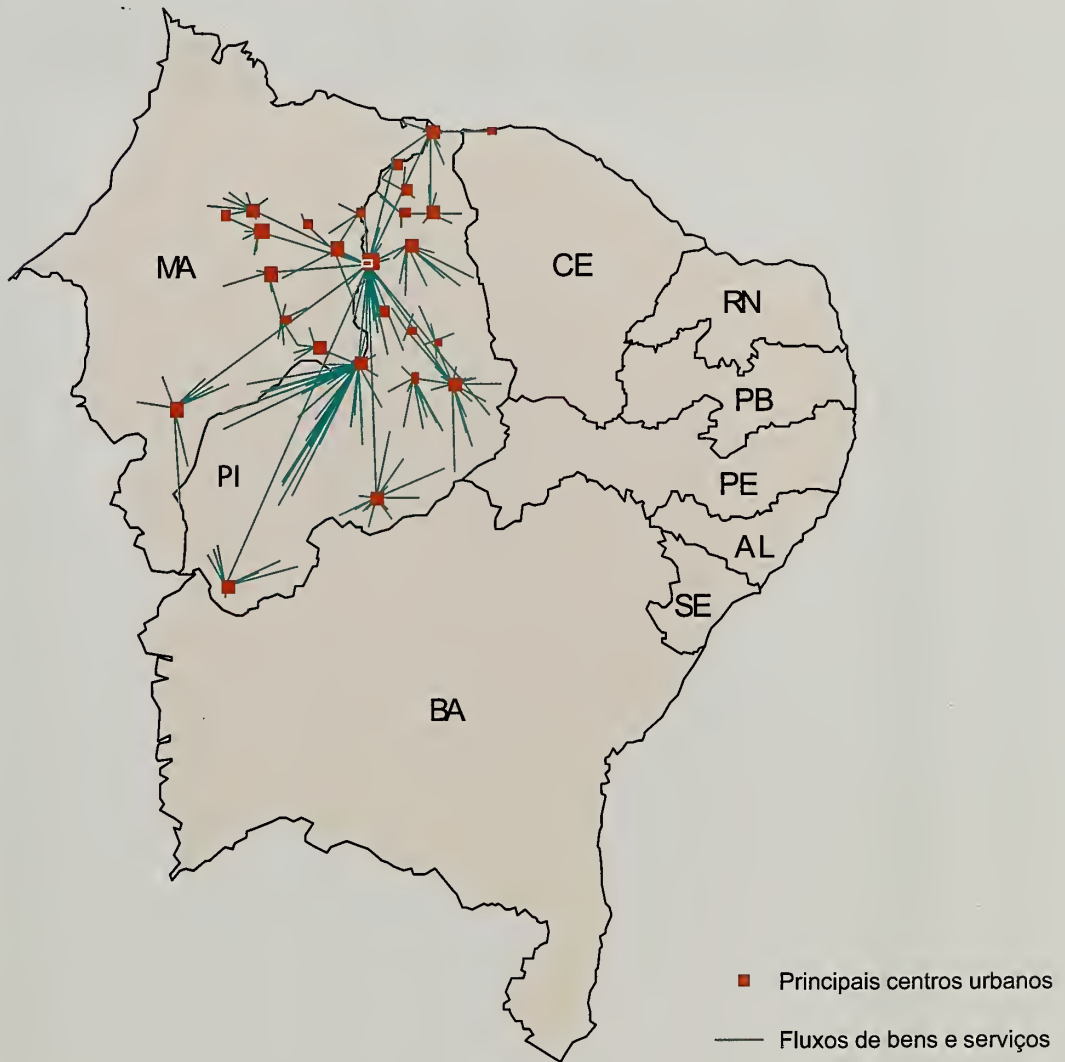 MA
CE
RN
PB
PI
PE
AL
SE
BA
Principais centros urbanos
Fluxos de bens e serviços